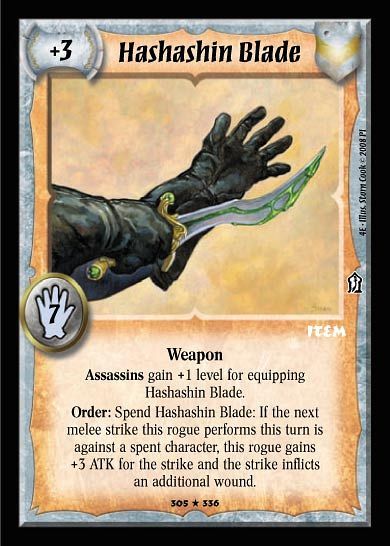 +3
Hashashin Blade
4E • Illus. Storn Cook © 2008 PI
7
ITEM
Weapon
Assassins gain +1 level for equipping
Hashashin Blade.
Order: Spend Hashashin Blade: If the next
melee strike this rogue performs this turn is
against a spent character, this rogue gains
+3 ATK for the strike and the strike inflicts
an additional wound.
305 ★ 336